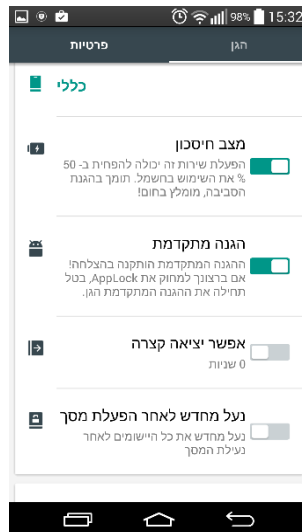 98% 15:32
הגן
פרטיות
כללי
מצב חיסכון
הפעלת שירות זה יכולה להפחית ב- 50
% את השימוש בחשמל. תומך בהגנת
הסביבה, מומלץ בחום!
הגנה מתקדמת
ההגנה המתקדמת הותקנה בהצלחה!
אם ברצונך למחוק את AppLock, בטל
תחילה את ההגנה המתקדמת הגן.
אפשר יציאה קצרה
0 שניות
נעל מחדש לאחר הפעלת מסך
נעל מחדש את כל היישומים לאחר
נעילת המסך